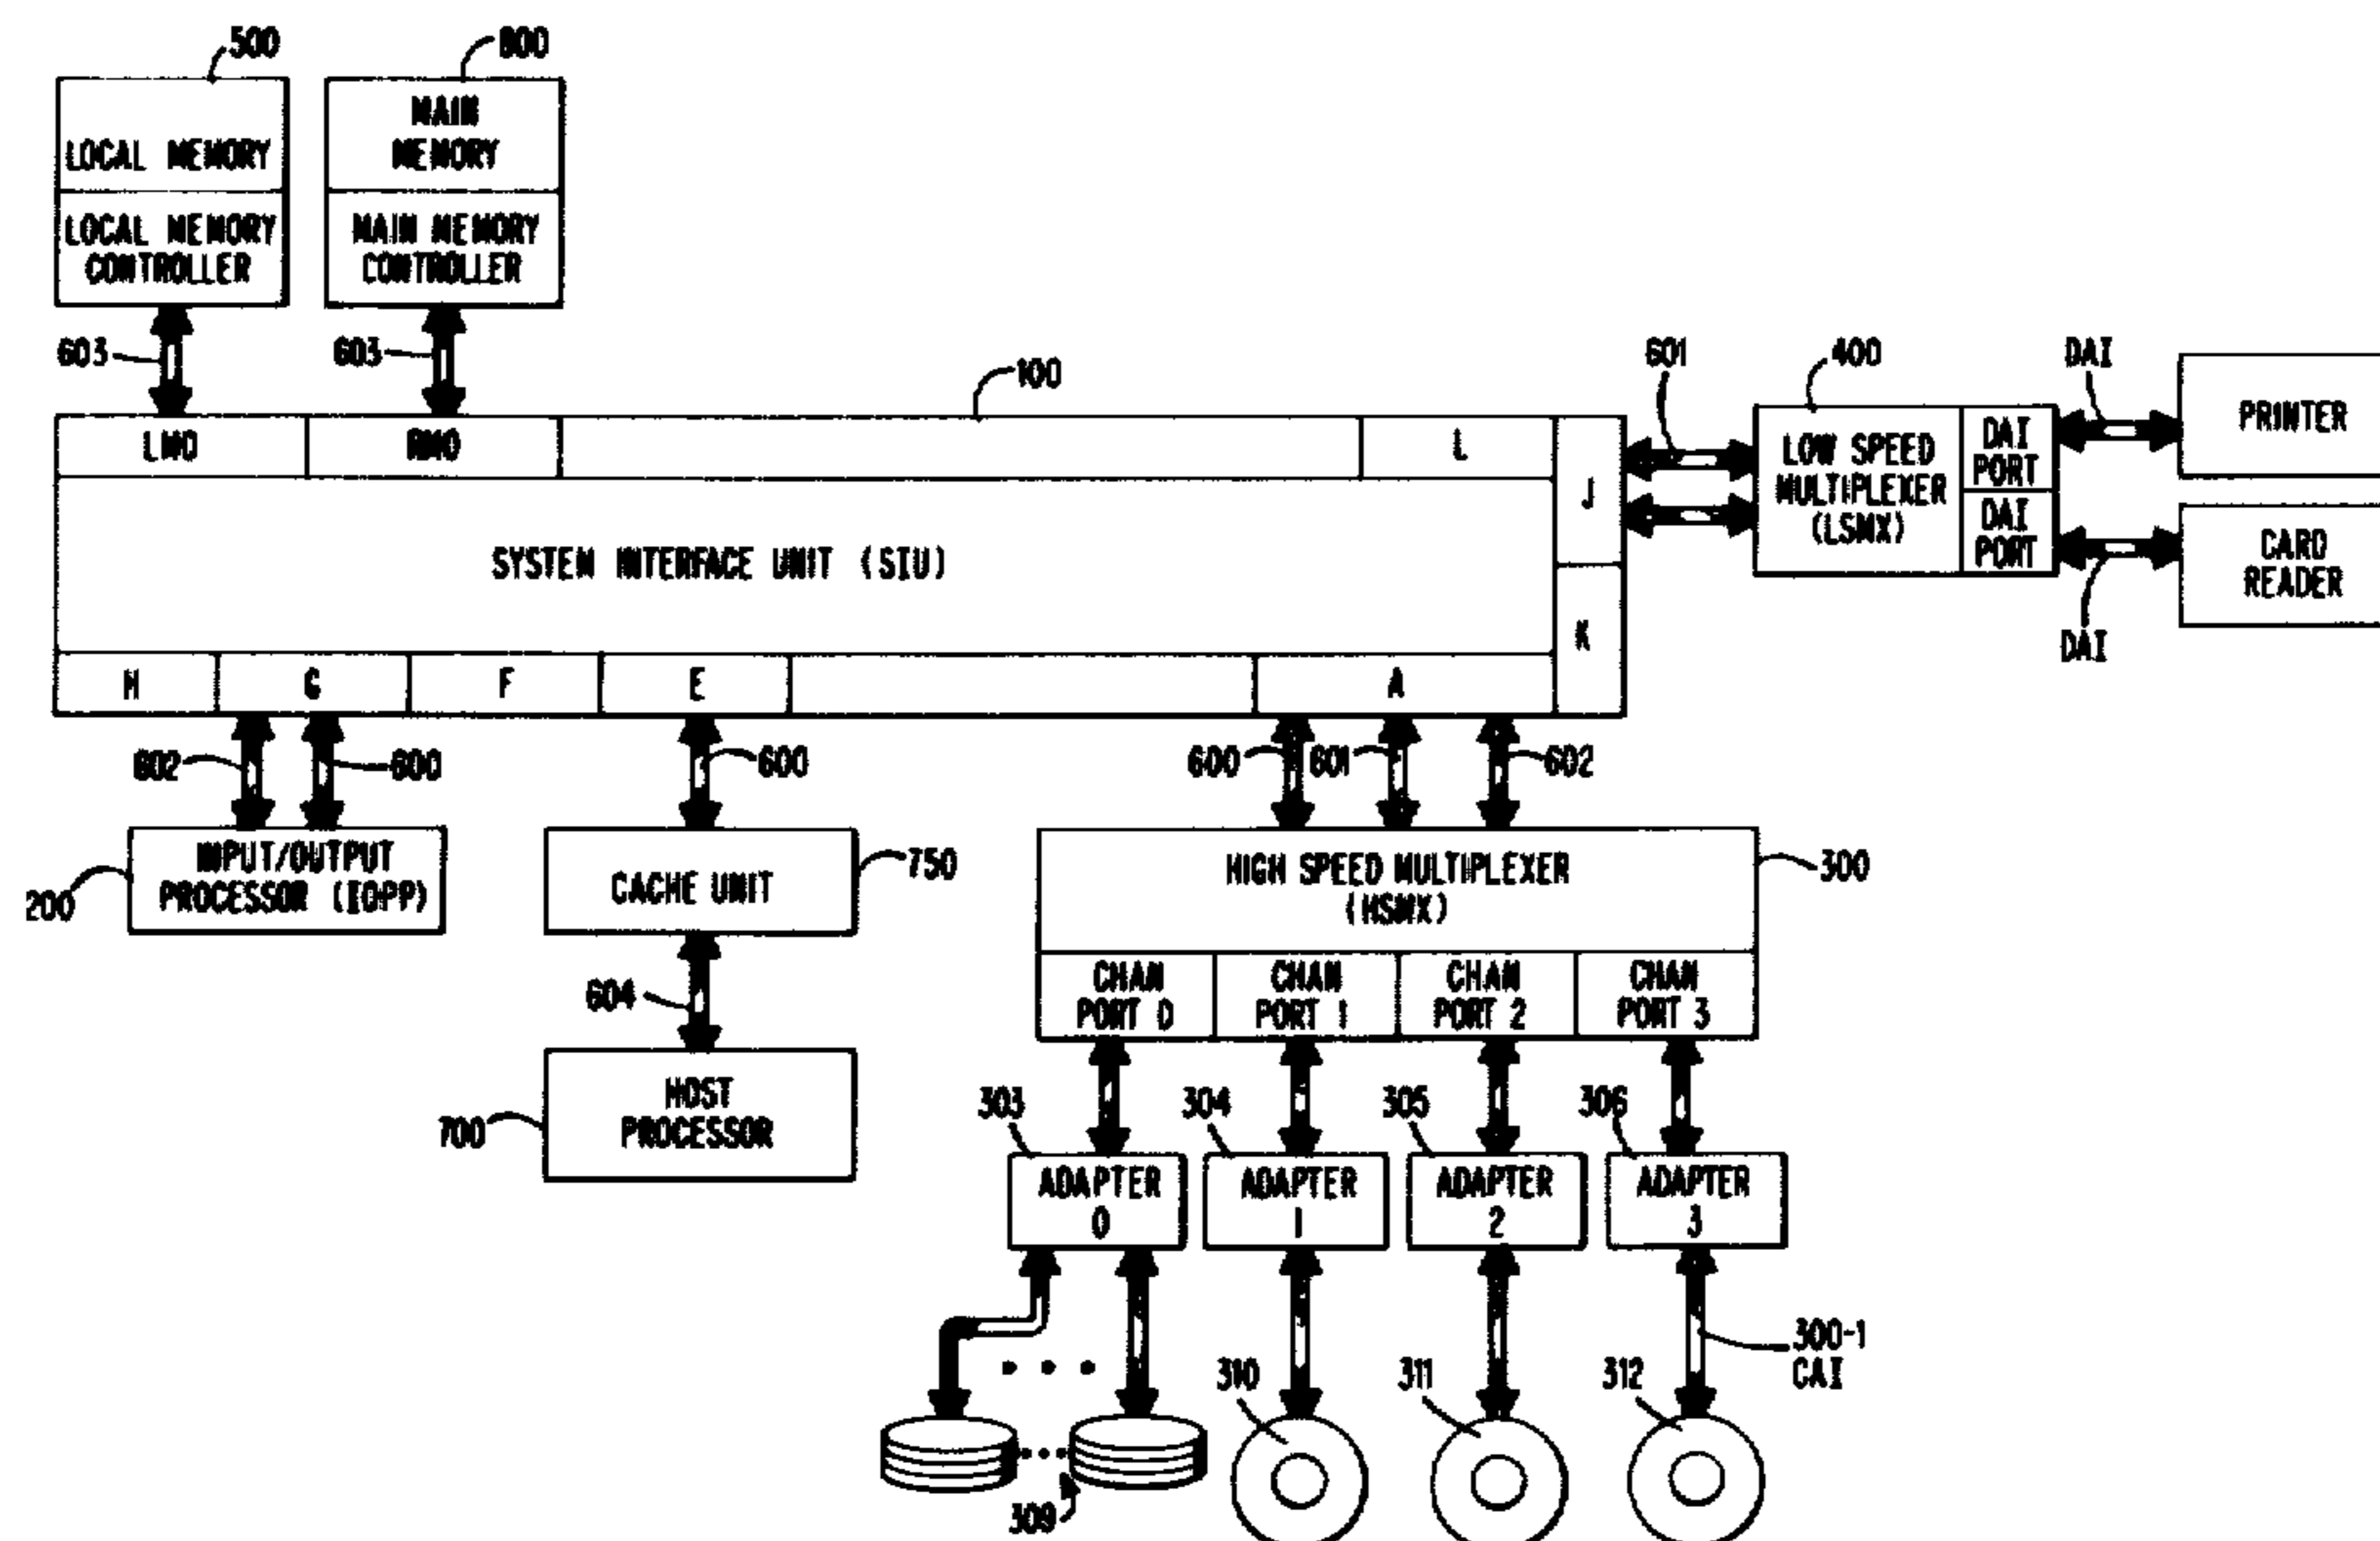 500
800
MAIN
MEMORY
LOCAL MEMORY
LOCAL MEMORY
CONTROLLER
MAIN MEMORY
CONTROLLER
603
603
100
601
400
DAI
LMO
RMO
L
J
K
LOW SPEED
MULTIPLEXER
(LSMX)
DAI
PORT
DAI
PORT
PRINTER
CARD
READER
DAI
SYSTEM INTERFACE UNIT (SIU)
H
G
F
E
A
602
600
600
600
601
602
INPUT/OUTPUT
PROCESSOR (IOPP)
200
CACHE UNIT
750
HIGH SPEED MULTIPLEXER
(HSMX)
300
CHAN
PORT 0
CHAN
PORT 1
CHAN
PORT 2
CHAN
PORT 3
604
HOST
PROCESSOR
700
303
304
305
306
ADAPTER
0
ADAPTER
1
ADAPTER
2
ADAPTER
3
300-1
CAI
309
310
311
312